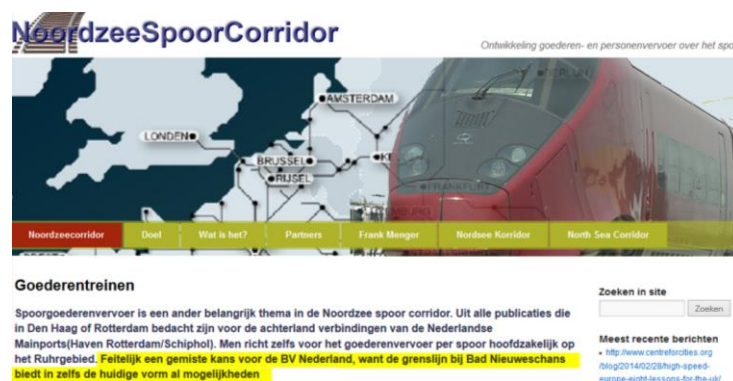 NoordzeeSpoorCorridor
Ontwikkeling goederen- en personenvervoer over het spo
BERLIJN
AMSTERDAM
LONDEN
BRUSSEL
RIJSEL
FRANKFURT
Noordzeecorridor Doel Wat is het? Partners Frank Menger Nordsee Korridor North Sea Corridor
Goederentreinen
Spoorgoederenvervoer is een ander belangrijk thema in de Noordzee spoor corridor. Uit alle publicaties die
in Den Haag of Rotterdam bedacht zijn voor de achterland verbindingen van de Nederlandse
Mainports(Haven Rotterdam/Schiphol). Men richt zelfs voor het goederenvervoer per spoor hoofdzakelijk op
het Ruhrgebied. Feitelijk een gemiste kans voor de BV Nederland, want de grenslijn bij Bad Nieuweschans
biedt in zelfs de huidige vorm al mogelijkheden
Zoeken in site
Zoeken
Meest recente berichten
http://www.centreforcities.org
/blog/2014/02/28/high-speed-
europe-eight-lessons-for-the-uk/